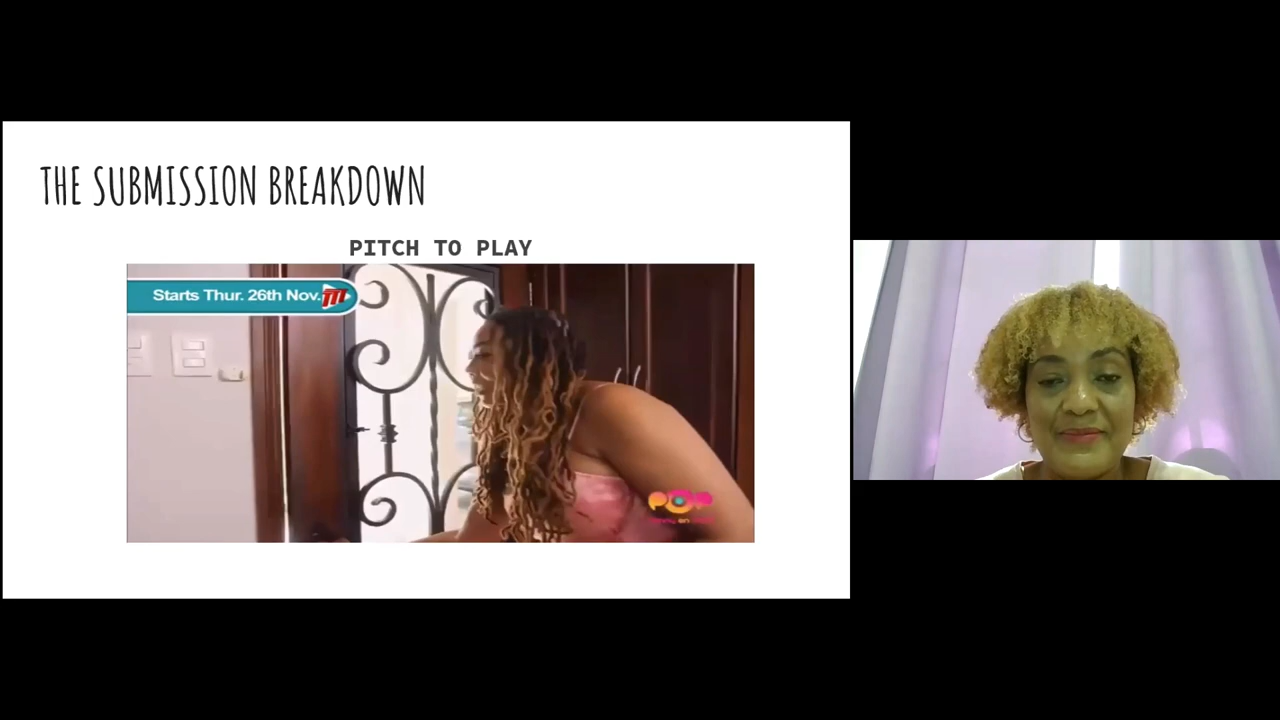 THE SUBMISSION BREAKDOWN
PITCH TO PLAY
Starts Thur. 26th Nov.